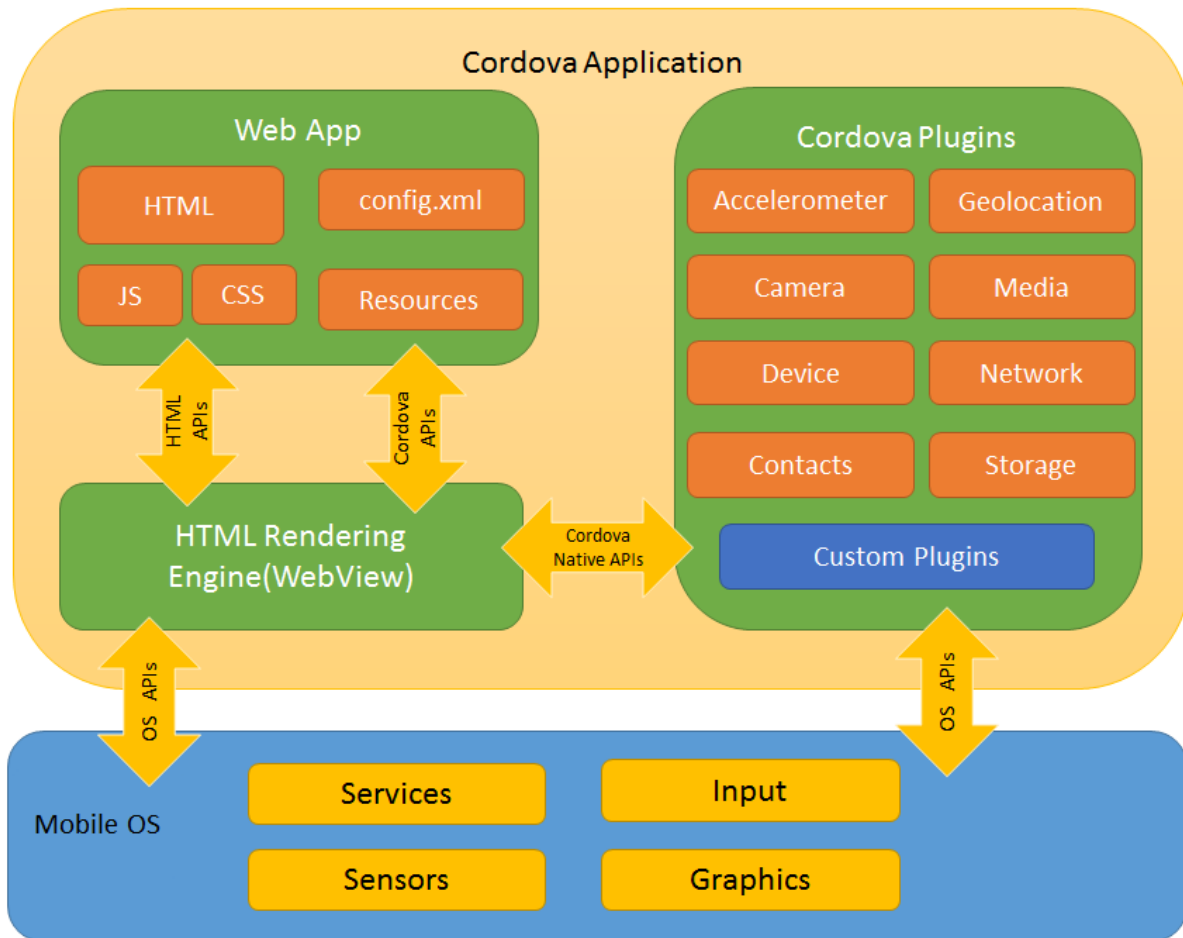 Cordova Application
Web App
HTML
config.xml
JS
CSS
Resources
HTML
APIs
Cordova
APIs
HTML Rendering
Engine(WebView)
Cordova
Native APIs
Cordova Plugins
Accelerometer
Geolocation
Camera
Media
Device
Network
Contacts
Storage
Custom Plugins
OS APIs
OS APIs
Mobile OS
Services
Input
Sensors
Graphics